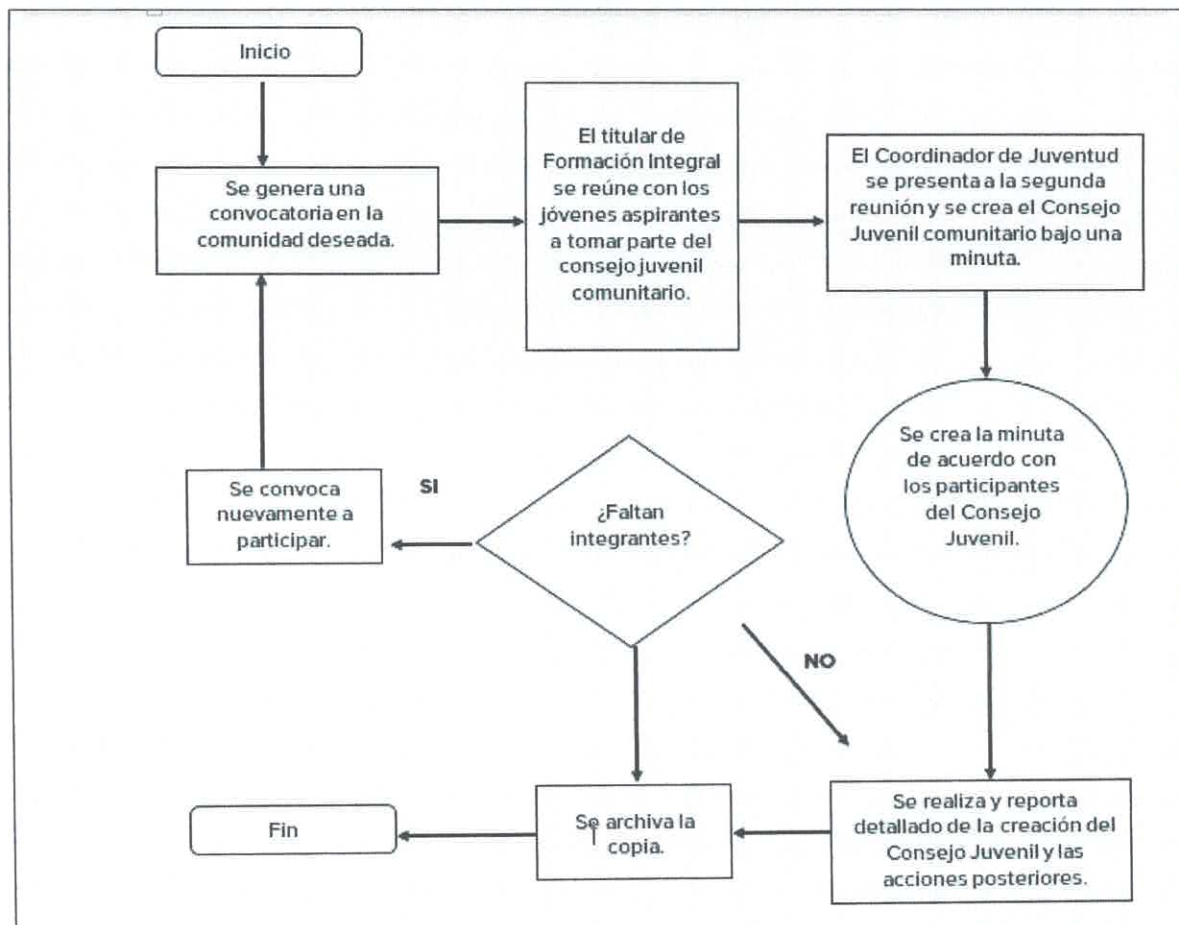 Inicio
Se genera una
convocatoria en la
comunidad deseada.
El titular de
Formación Integral
se reúne con los
jóvenes aspirantes
a tomar parte del
consejo juvenil
comunitario.
El Coordinador de Juventud
se presenta a la segunda
reunión y se crea el Consejo
Juvenil comunitario bajo una
minuta.
Se crea la minuta
de acuerdo con
los participantes
del Consejo
Juvenil.
¿Faltan
integrantes?
SI
Se convoca
nuevamente a
participar.
NO
Se realiza y reporta
detallado de la creación del
Consejo Juvenil y las
acciones posteriores.
Se archiva la
copia.
Fin